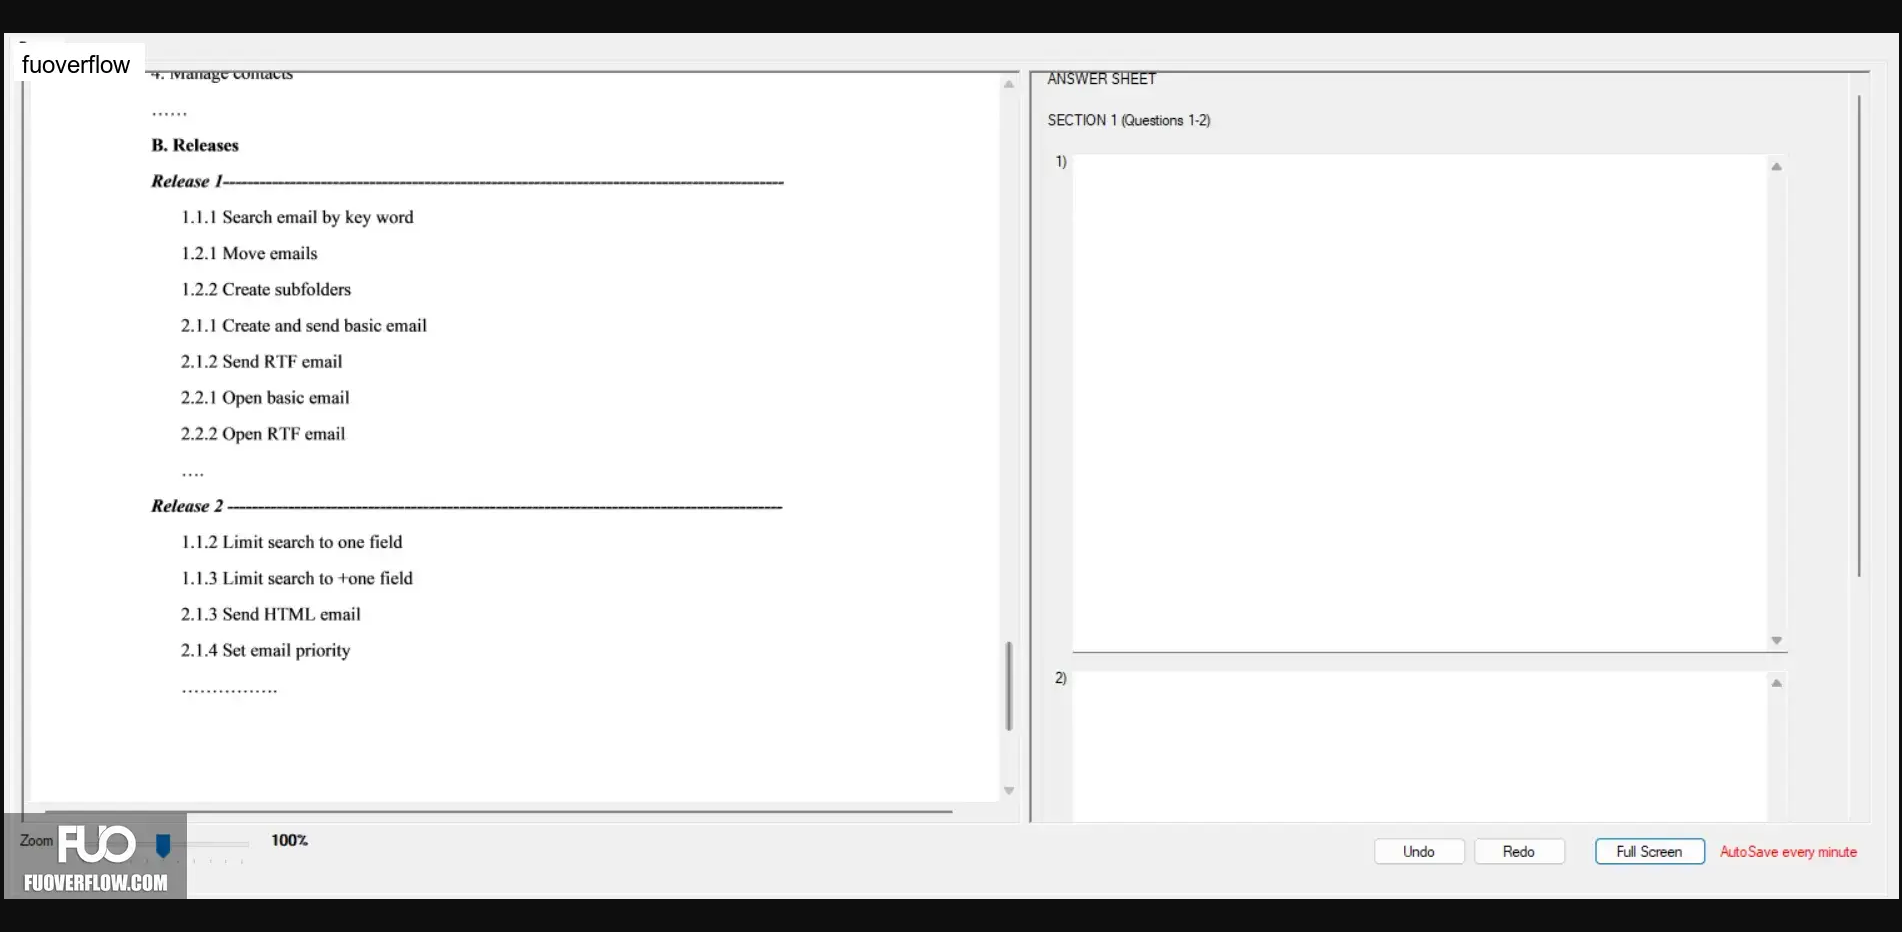 fuoverflow
4. Manage contacts
......
B. Releases
Release 1--------------------------------------------------------------------------------------------
1.1.1 Search email by key word
1.2.1 Move emails
1.2.2 Create subfolders
2.1.1 Create and send basic email
2.1.2 Send RTF email
2.2.1 Open basic email
2.2.2 Open RTF email
....
Release 2 -------------------------------------------------------------------------------------------
1.1.2 Limit search to one field
1.1.3 Limit search to +one field
2.1.3 Send HTML email
2.1.4 Set email priority
................
ANSWER SHEET
SECTION 1 (Questions 1-2)
1)
2)
Zoom
100%
FUO
FUOVERFLOW.COM
Undo
Redo
Full Screen
AutoSave every minute